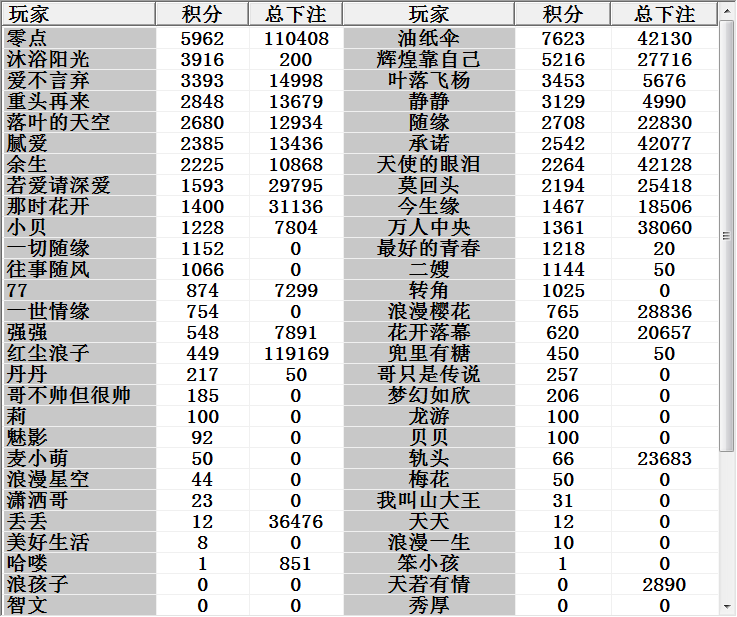 玩家 积分 总下注 玩家 积分 总下注
零点 5962 110408 油纸伞 7623 42130
沐浴阳光 3916 200 辉煌靠自己 5216 27716
爱不言弃 3393 14998 叶落飞杨 3453 5676
重头再来 2848 13679 静静 3129 4990
落叶的天空 2680 12934 随缘 2708 22830
腻爱 2385 13436 承诺 2542 42077
余生 2225 10868 天使的眼泪 2264 42128
若爱请深爱 1593 29795 莫回头 2194 25418
那时花开 1400 31136 今生缘 1467 18506
小贝 1228 7804 万人中央 1361 38060
一切随缘 1152 0 最好的青春 1218 20
往事随风 1066 0 二嫂 1144 50
77 874 7299 转角 1025 0
一世情缘 754 0 浪漫樱花 765 28836
强强 548 7891 花开落幕 620 20657
红尘浪子 449 119169 兜里有糖 450 50
丹丹 217 50 哥只是传说 257 0
哥不帅但很帅 185 0 梦幻如欣 206 0
莉 100 0 龙游 100 0
魅影 92 0 贝贝 100 0
麦小萌 50 0 轨头 66 23683
浪漫星空 44 0 梅花 50 0
潇洒哥 23 0 我叫山大王 31 0
丢丢 12 36476 天天 12 0
美好生活 8 0 浪漫一生 10 0
哈喽 1 851 笨小孩 1 0
浪孩子 0 0 天若有情 0 2890
智文 0 0 秀厚 0 0